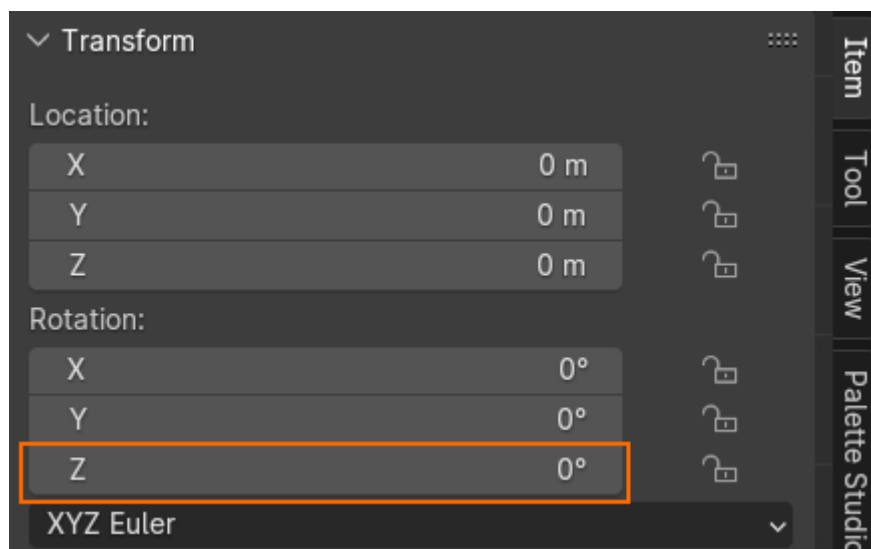 Transform
Location:
X 0 m
Y 0 m
Z 0 m
Rotation:
X 0°
Y 0°
Z 0°
XYZ Euler
Item
Tool
View
Palette Studio